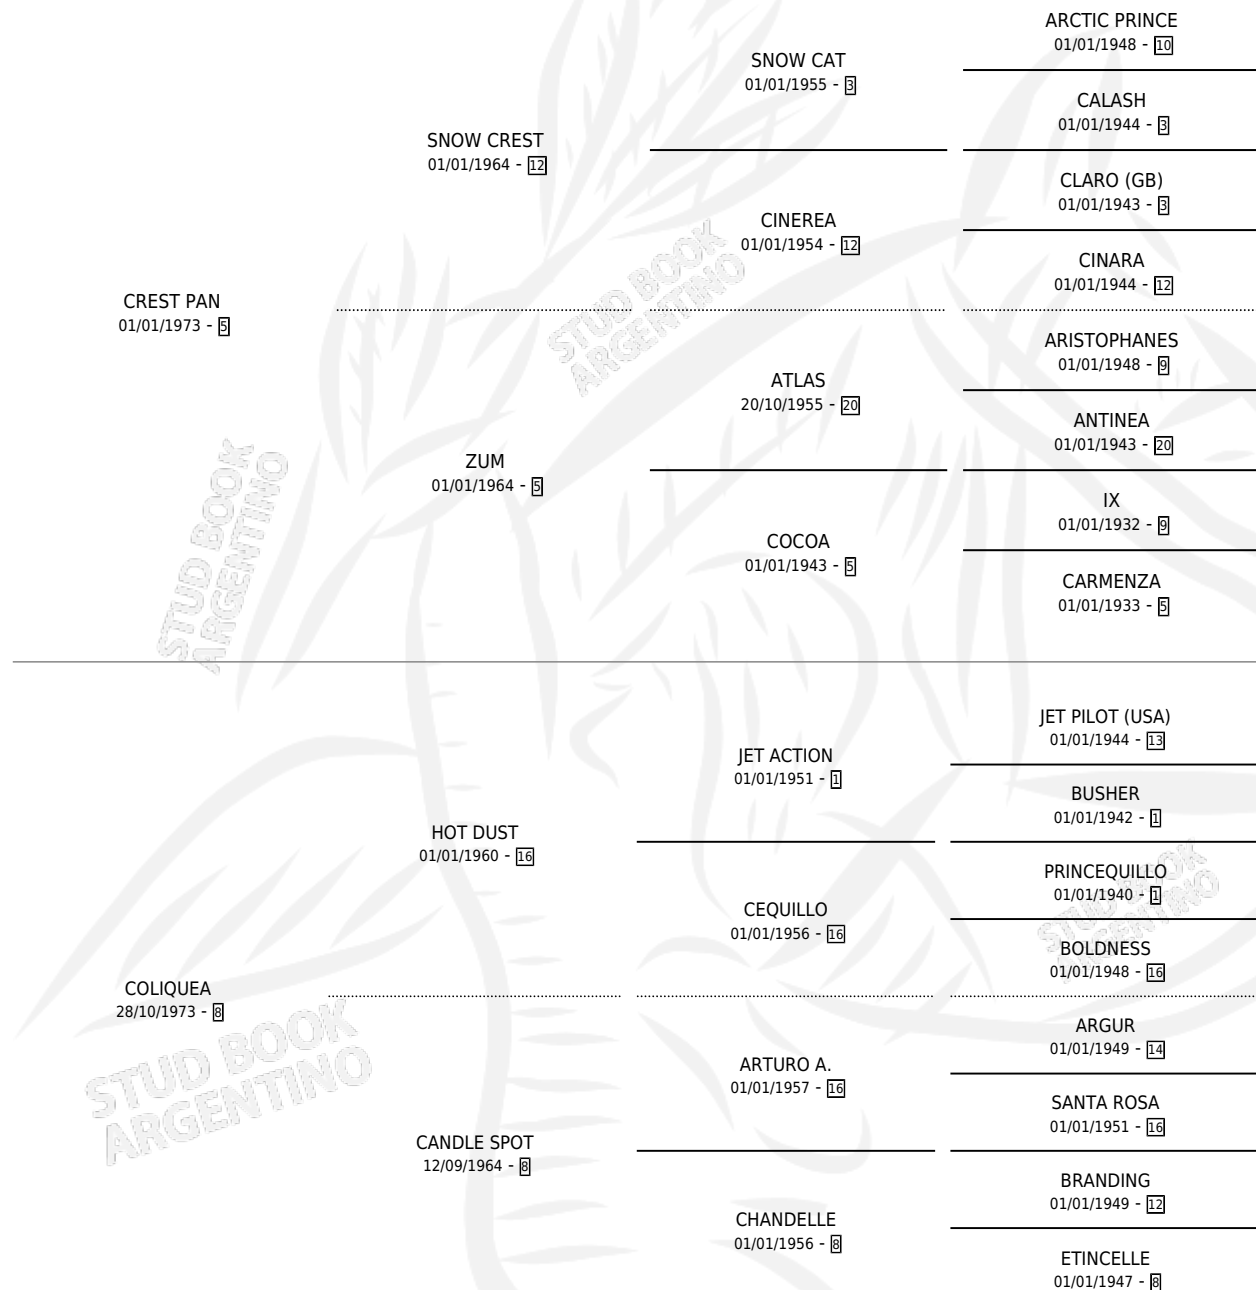 ARCTIC PRINCE
01/01/1948 - 10
SNOW CAT
01/01/1955 - 3
CALASH
01/01/1944 - 3
SNOW CREST
01/01/1964 - 12
CLARO (GB)
01/01/1943 - 3
CINEREA
01/01/1954 - 12
CINARA
01/01/1944 - 12
CREST PAN
01/01/1973 - 5
ARISTOPHANES
01/01/1948 - 9
ATLAS
20/10/1955 - 20
ANTINEA
01/01/1943 - 20
ZUM
01/01/1964 - 5
IX
01/01/1932 - 9
COCOA
01/01/1943 - 5
CARMENZA
01/01/1933 - 5
JET PILOT (USA)
01/01/1944 - 13
JET ACTION
01/01/1951 - 1
BUSHER
01/01/1942 - 1
HOT DUST
01/01/1960 - 16
PRINCEQUILLO
01/01/1940 - 1
CEQUILLO
01/01/1956 - 16
BOLDNESS
01/01/1948 - 16
COLIQUEA
28/10/1973 - 8
ARGUR
01/01/1949 - 14
ARTURO A.
01/01/1957 - 16
SANTA ROSA
01/01/1951 - 16
CANDLE SPOT
12/09/1964 - 8
BRANDING
01/01/1949 - 12
CHANDELLE
01/01/1956 - 8
ETINCELLE
01/01/1947 - 8
STUD BOOK
ARGENTINO
STUD BOOK
ARGENTINO
STUD BOOK
ARGENTINO
STUD BOOK
ARGENTINO